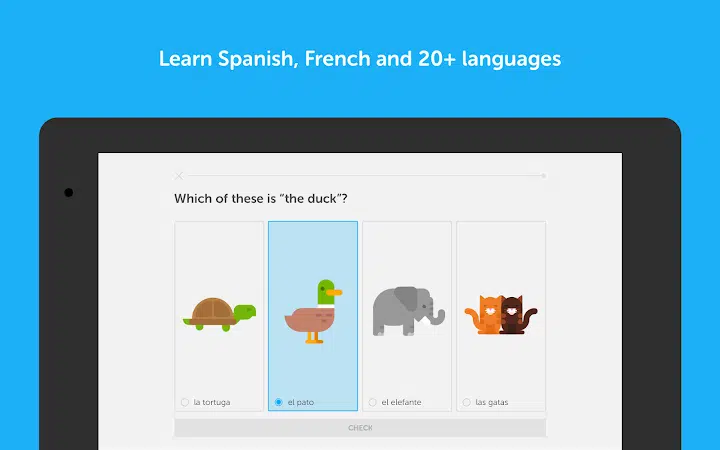 Learn Spanish, French and 20+ languages
Which of these is “the duck”?
la tortuga
el pato
el elefante
las gatas
CHECK